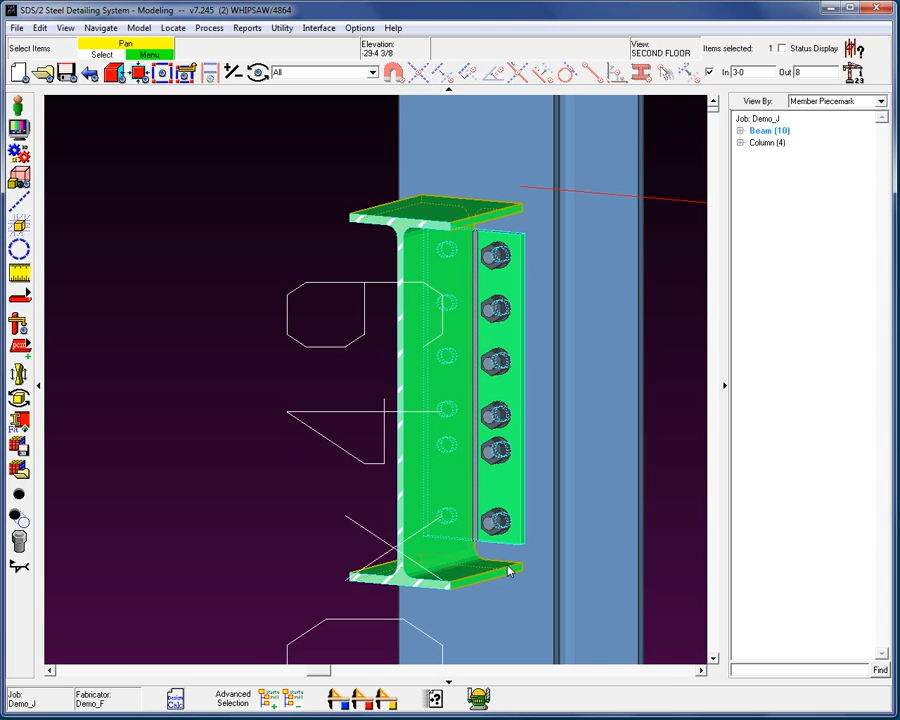 SDS/2 Steel Detailing System - Modeling -- v7.245 (2) WHIPSAW/4864
File Edit View Navigate Model Locate Process Reports Utility Interface Options Help
Select Items
Pan
Select Menu
Elevation:
29-4 3/8
View:
SECOND FLOOR
Items selected: 1 Status Display
All
In 3-0 Out 8
View By: Member Piecemark
Job: Demo_J
Beam (10)
Column (4)
Find
Job:
Demo_J
Fabricator:
Demo_F
Design
Calc
Advanced
Selection